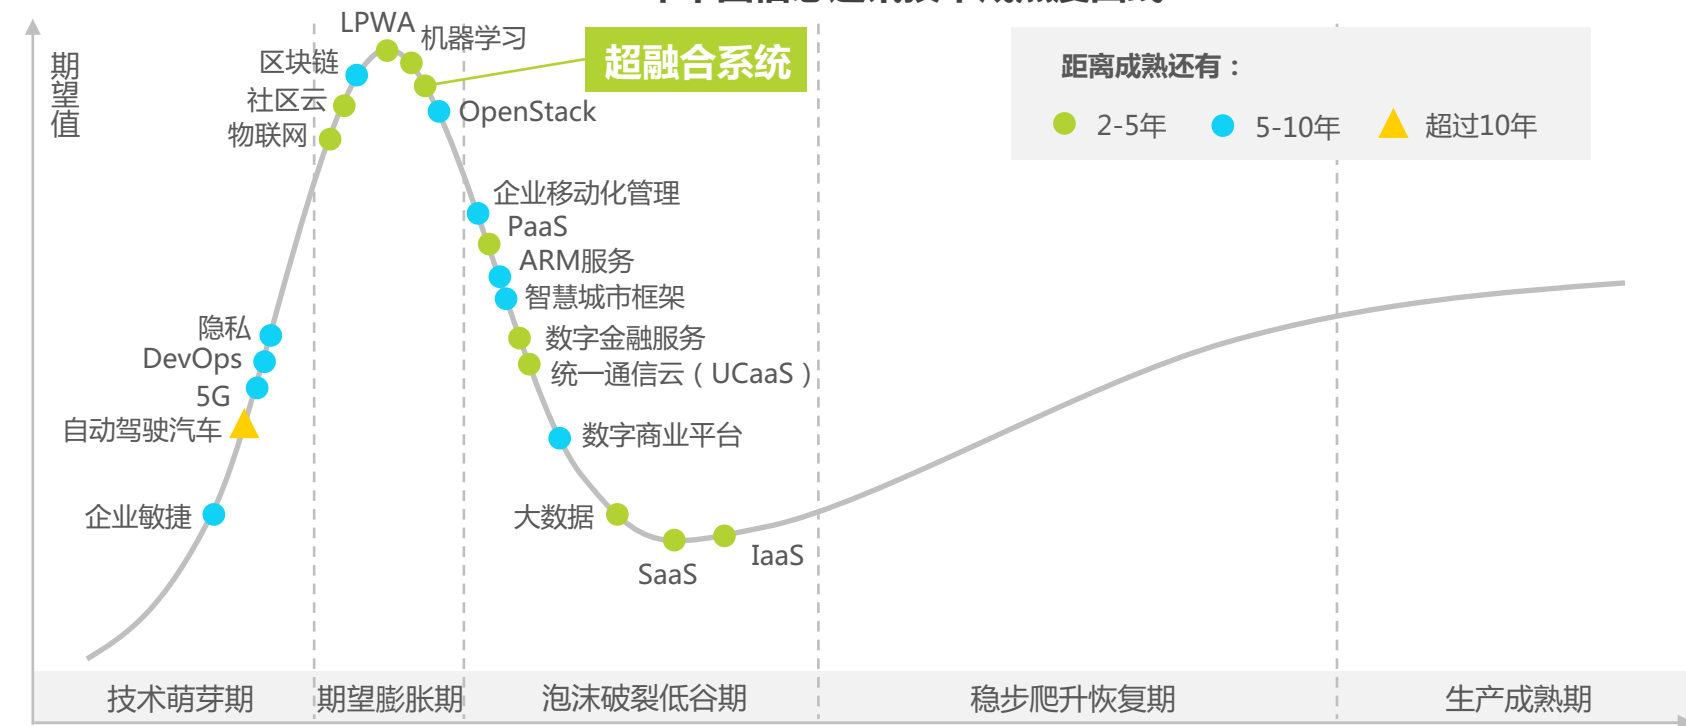 期望值
LPWA
机器学习
区块链
超融合系统
社区云
OpenStack
物联网
距离成熟还有：
2-5年
5-10年
超过10年
企业移动化管理
PaaS
ARM服务
智慧城市框架
隐私
数字金融服务
DevOps
统一通信云（UCaaS）
5G
自动驾驶汽车
数字商业平台
企业敏捷
大数据
IaaS
SaaS
技术萌芽期
期望膨胀期
泡沫破裂低谷期
稳步爬升恢复期
生产成熟期